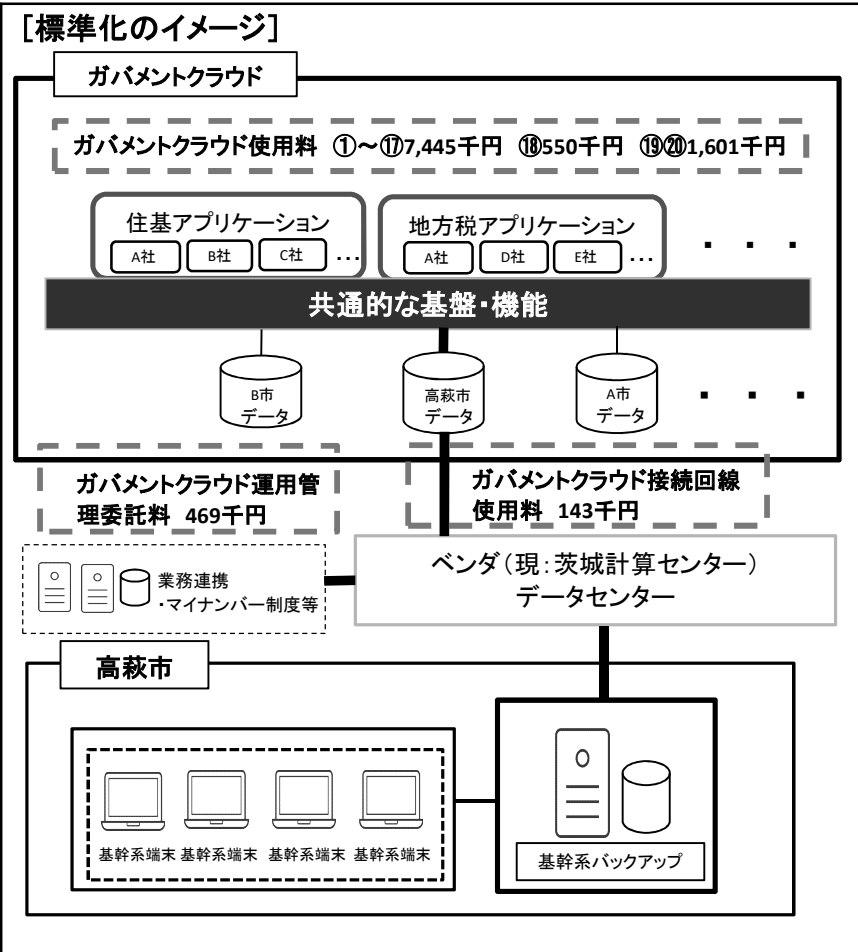 [標準化のイメージ]
ガバメントクラウド
ガバメントクラウド使用料 ①～⑰7,445千円 ⑱550千円 ⑲⑳1,601千円
住基アプリケーション
A社 B社 C社 ...
地方税アプリケーション
A社 D社 E社 ...
・ ・ ・
共通的な基盤・機能
B市
データ
高萩市
データ
A市
データ
・ ・ ・
ガバメントクラウド運用管
理委託料 469千円
ガバメントクラウド接続回線
使用料 143千円
業務連携
・マイナンバー制度等
ベンダ（現：茨城計算センター）
データセンター
高萩市
基幹系端末 基幹系端末 基幹系端末 基幹系端末
基幹系バックアップ